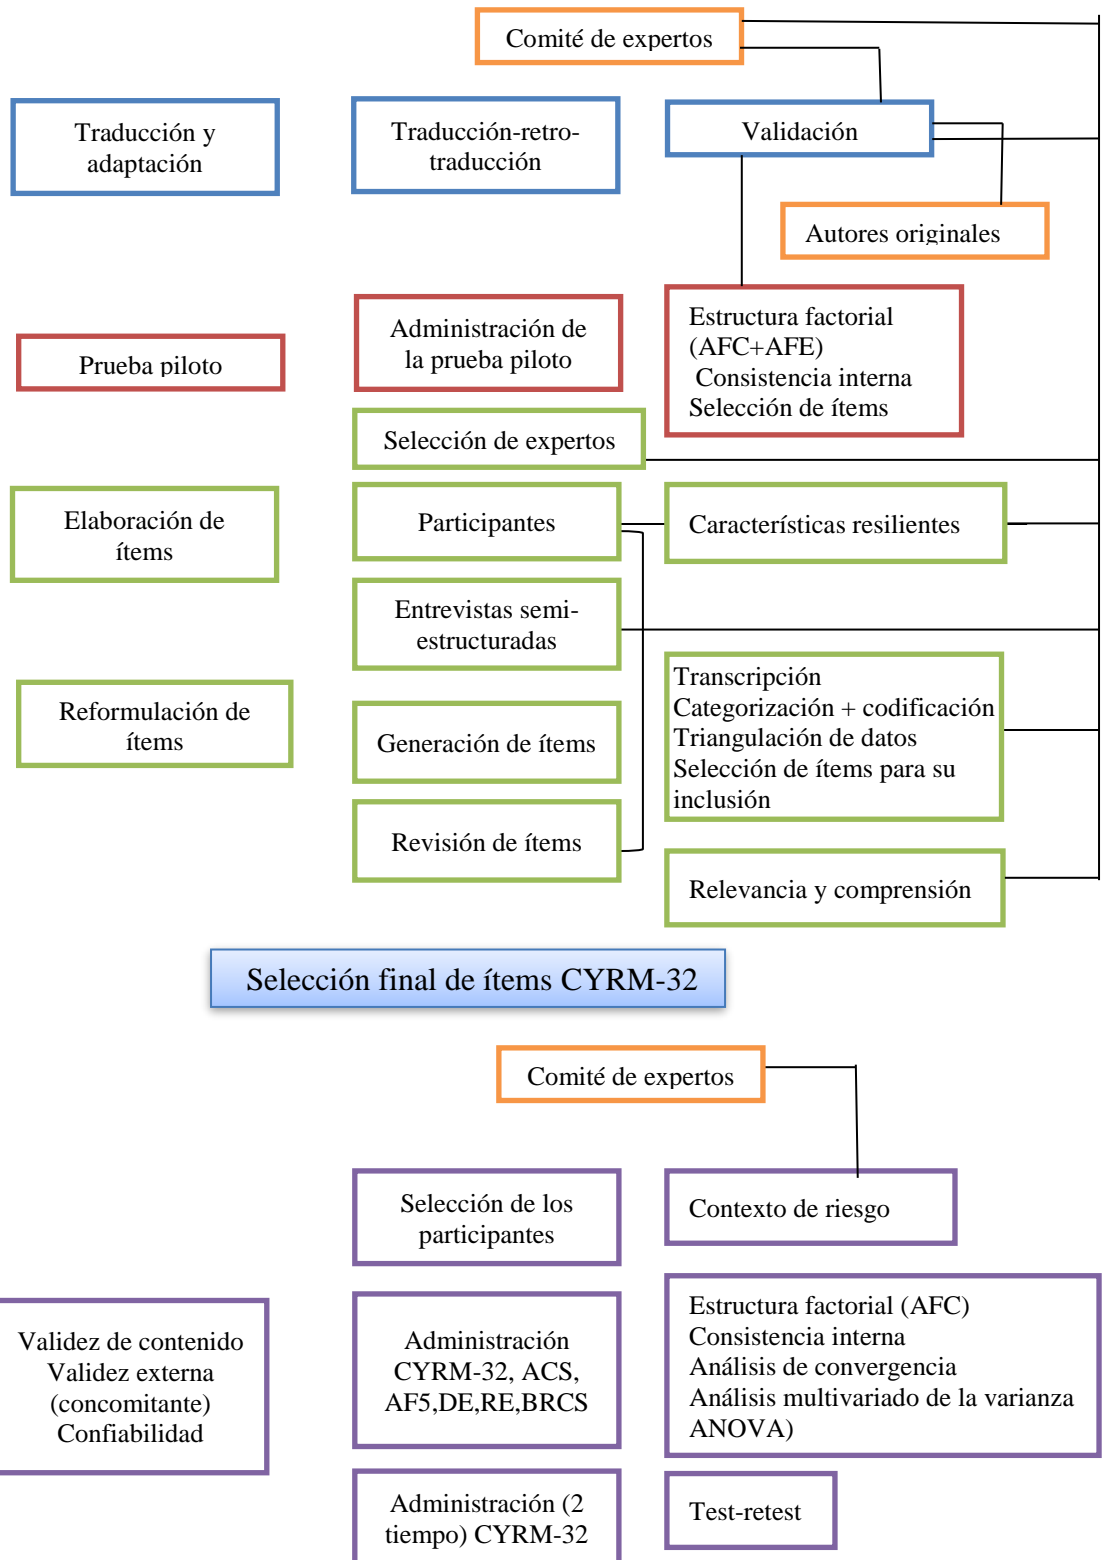 Comité de expertos
Traducción y
adaptación
Traducción-retro-
traducción
Validación
Autores originales
Prueba piloto
Administración de
la prueba piloto
Estructura factorial
(AFC+AFE)
Consistencia interna
Selección de ítems
Selección de expertos
Elaboración de
ítems
Participantes
Características resilientes
Entrevistas semi-
estructuradas
Reformulación de
ítems
Generación de ítems
Transcripción
Categorización + codificación
Triangulación de datos
Selección de ítems para su
inclusión
Revisión de ítems
Relevancia y comprensión
Selección final de ítems CYRM-32
Comité de expertos
Selección de los
participantes
Contexto de riesgo
Validez de contenido
Validez externa
(concomitante)
Confiabilidad
Administración
CYRM-32, ACS,
AF5,DE,RE,BRCS
Estructura factorial (AFC)
Consistencia interna
Análisis de convergencia
Análisis multivariado de la varianza
ANOVA)
Administración (2
tiempo) CYRM-32
Test-retest